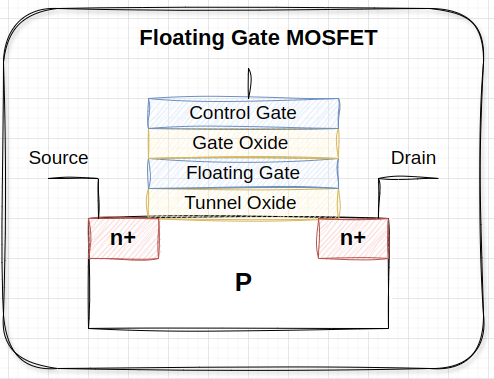 Floating Gate MOSFET
Control Gate
Gate Oxide
Source
Drain
Floating Gate
Tunnel Oxide
n+
n+
P